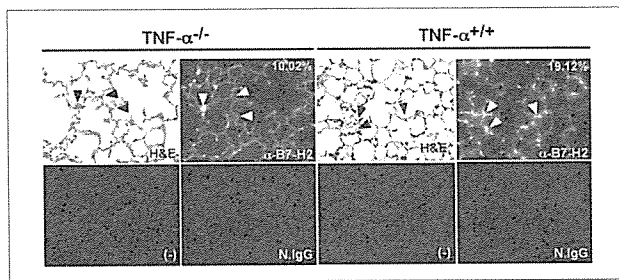 TNF-α-/- TNF-α+/+
10.02% 19.12%
H&E α-B7-H2 H&E α-B7-H2
(-) N.IgG (-) N.IgG